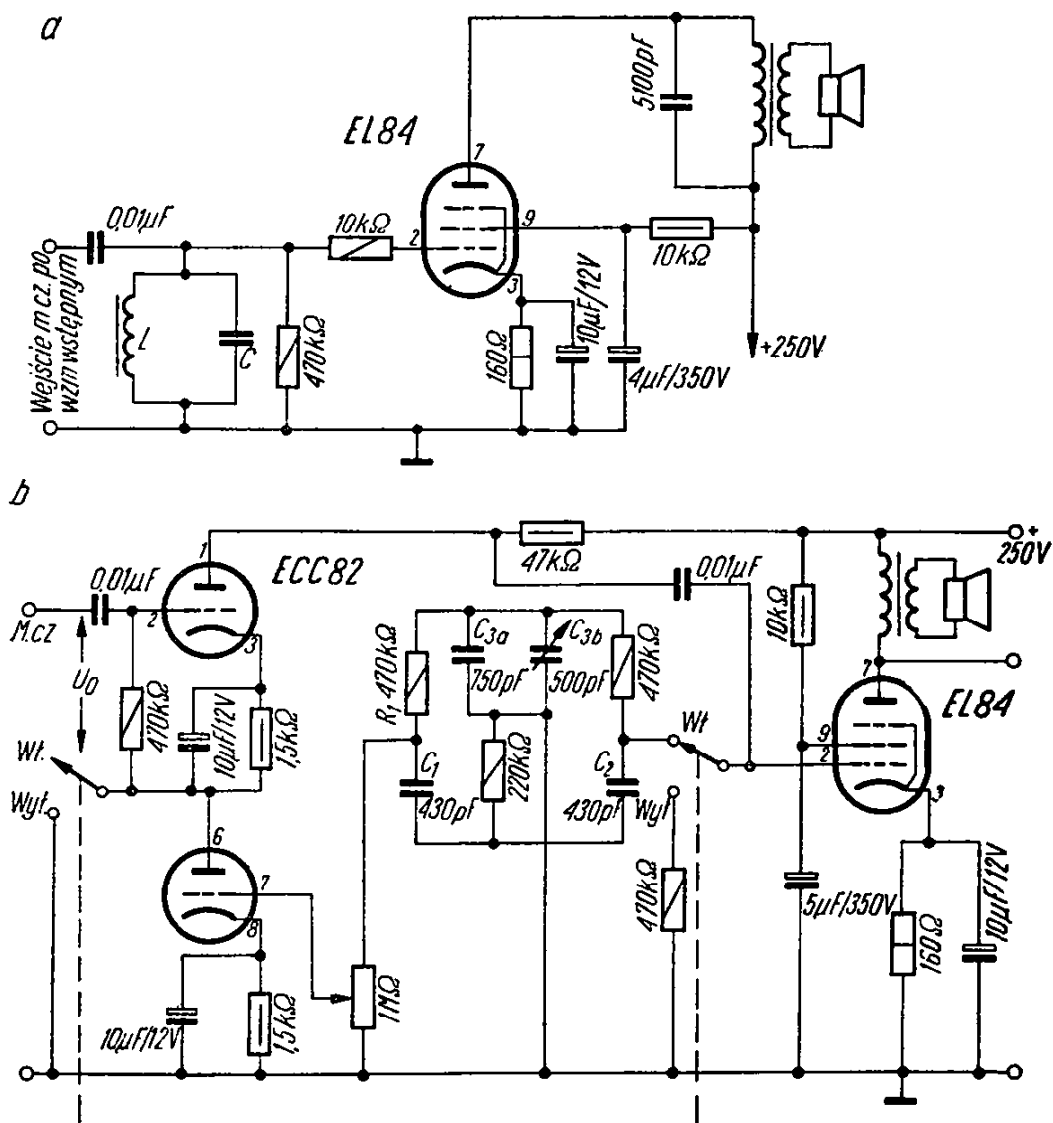 a
EL84
5100pF
7
0,01µF
10kΩ
2
9
10kΩ
3
Wejście m cz. po
wzm wstępnym
L
C
470kΩ
160Ω
10µF/12V
4µF/350V
+250V
b
1
ECC82
47kΩ
+
250V
0,01µF
0,01µF
M.cz
2
3
10kΩ
U0
470kΩ
10µF/12V
1,5kΩ
R1 470kΩ
C3a
750pF
C3b
500pF
470kΩ
7
EL84
Wł.
Wył.
C1
430pF
220kΩ
C2
430pF
Wł
Wył
9
2
3
6
7
8
470kΩ
5µF/350V
160Ω
10µF/12V
10µF/12V
1,5kΩ
1MΩ